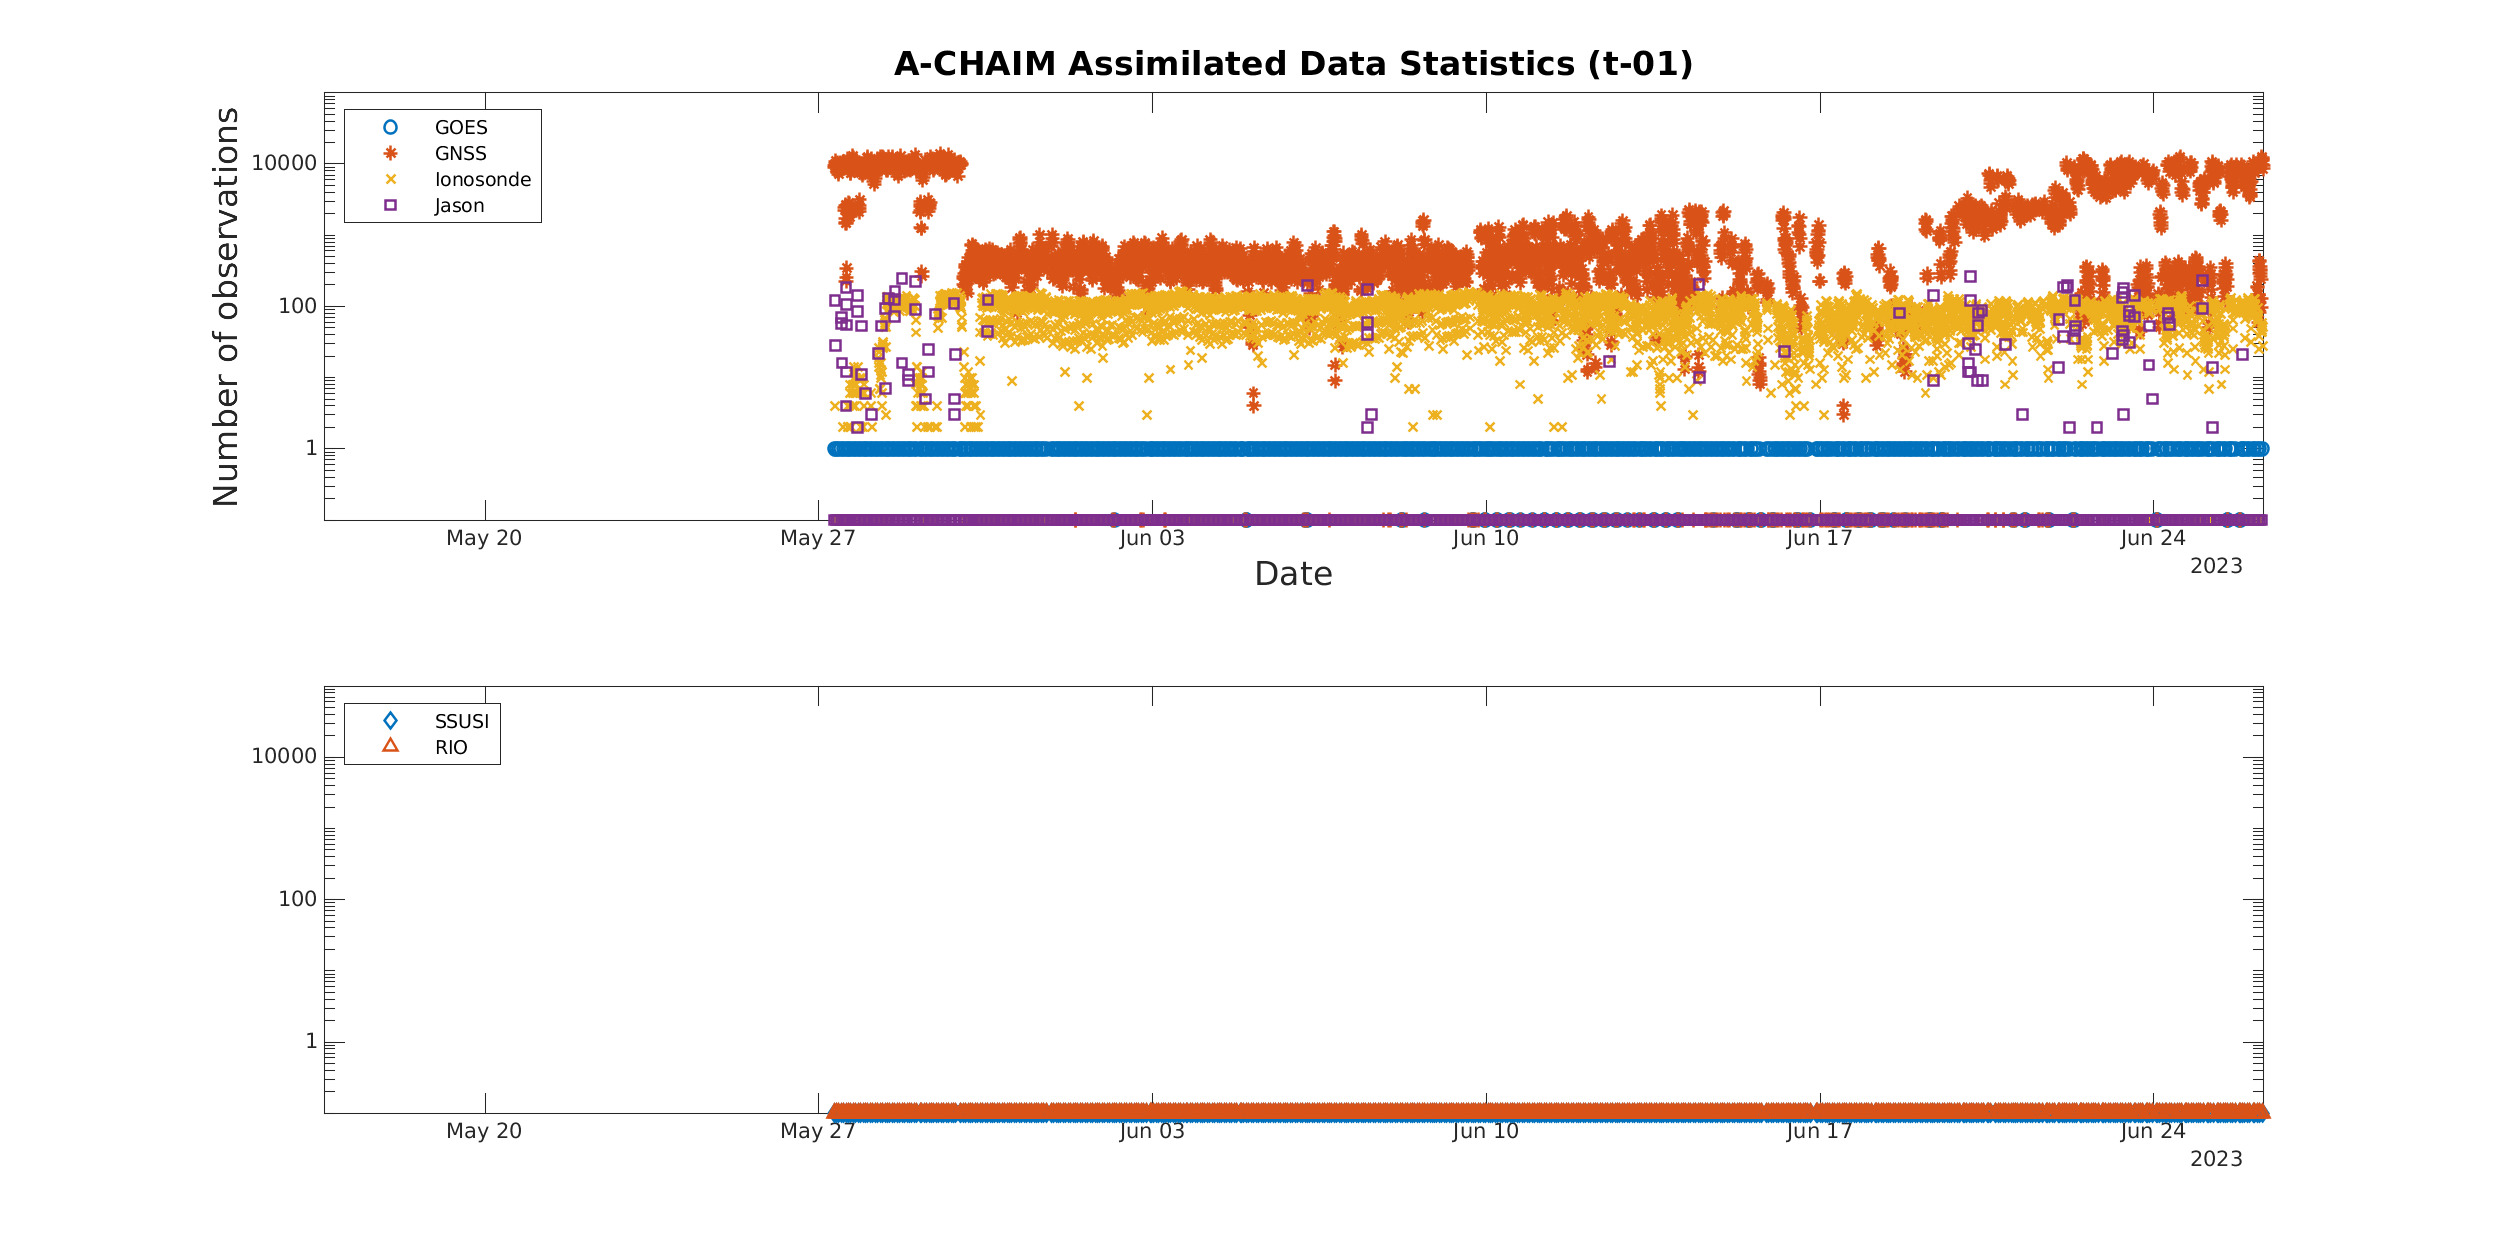 A-CHAIM Assimilated Data Statistics (t-01)
Number of observations
10000
100
1
GOES
GNSS
Ionosonde
Jason
May 20
May 27
Jun 03
Jun 10
Jun 17
Jun 24
2023
Date
10000
100
1
SSUSI
RIO
May 20
May 27
Jun 03
Jun 10
Jun 17
Jun 24
2023